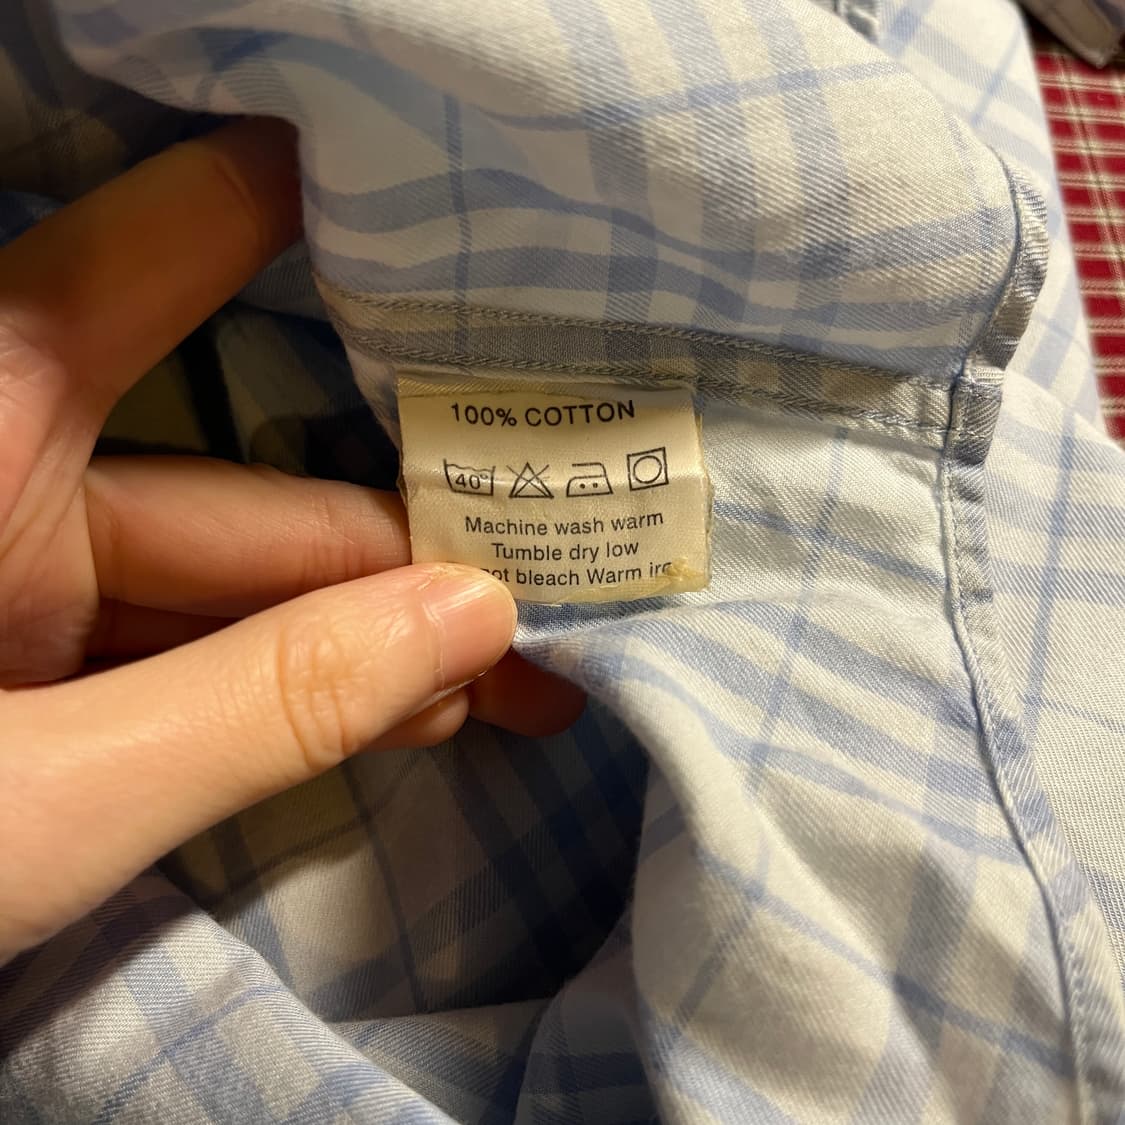 100% COTTON
40°
Machine wash warm
Tumble dry low
bleach Warm